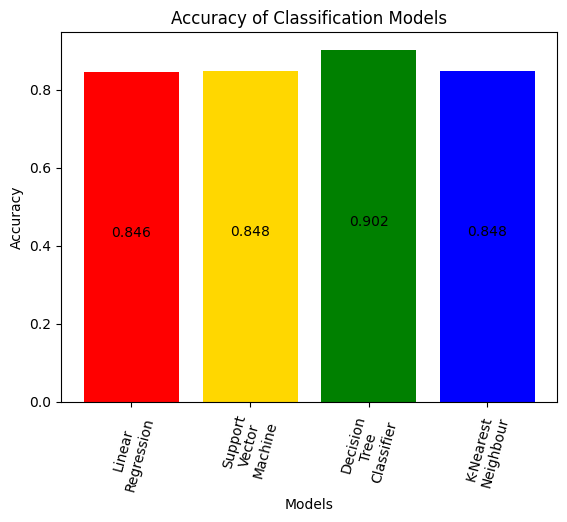 Accuracy of Classification Models
Accuracy
0.8
0.6
0.4
0.2
0.0
0.846
0.848
0.902
0.848
Linear
Regression
Support
Vector
Machine
Decision
Tree
Classifier
K-Nearest
Neighbour
Models